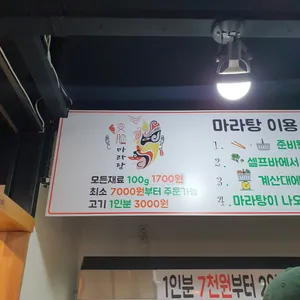 마라탕
모든재료 100g 1700원
최소 7000원부터 주문가능
고기 1인분 3000원
마라탕 이용
1.
준비된
2.
셀프바에서
3.
계산대에
4.마라탕이 나오
1인분 7천원부터